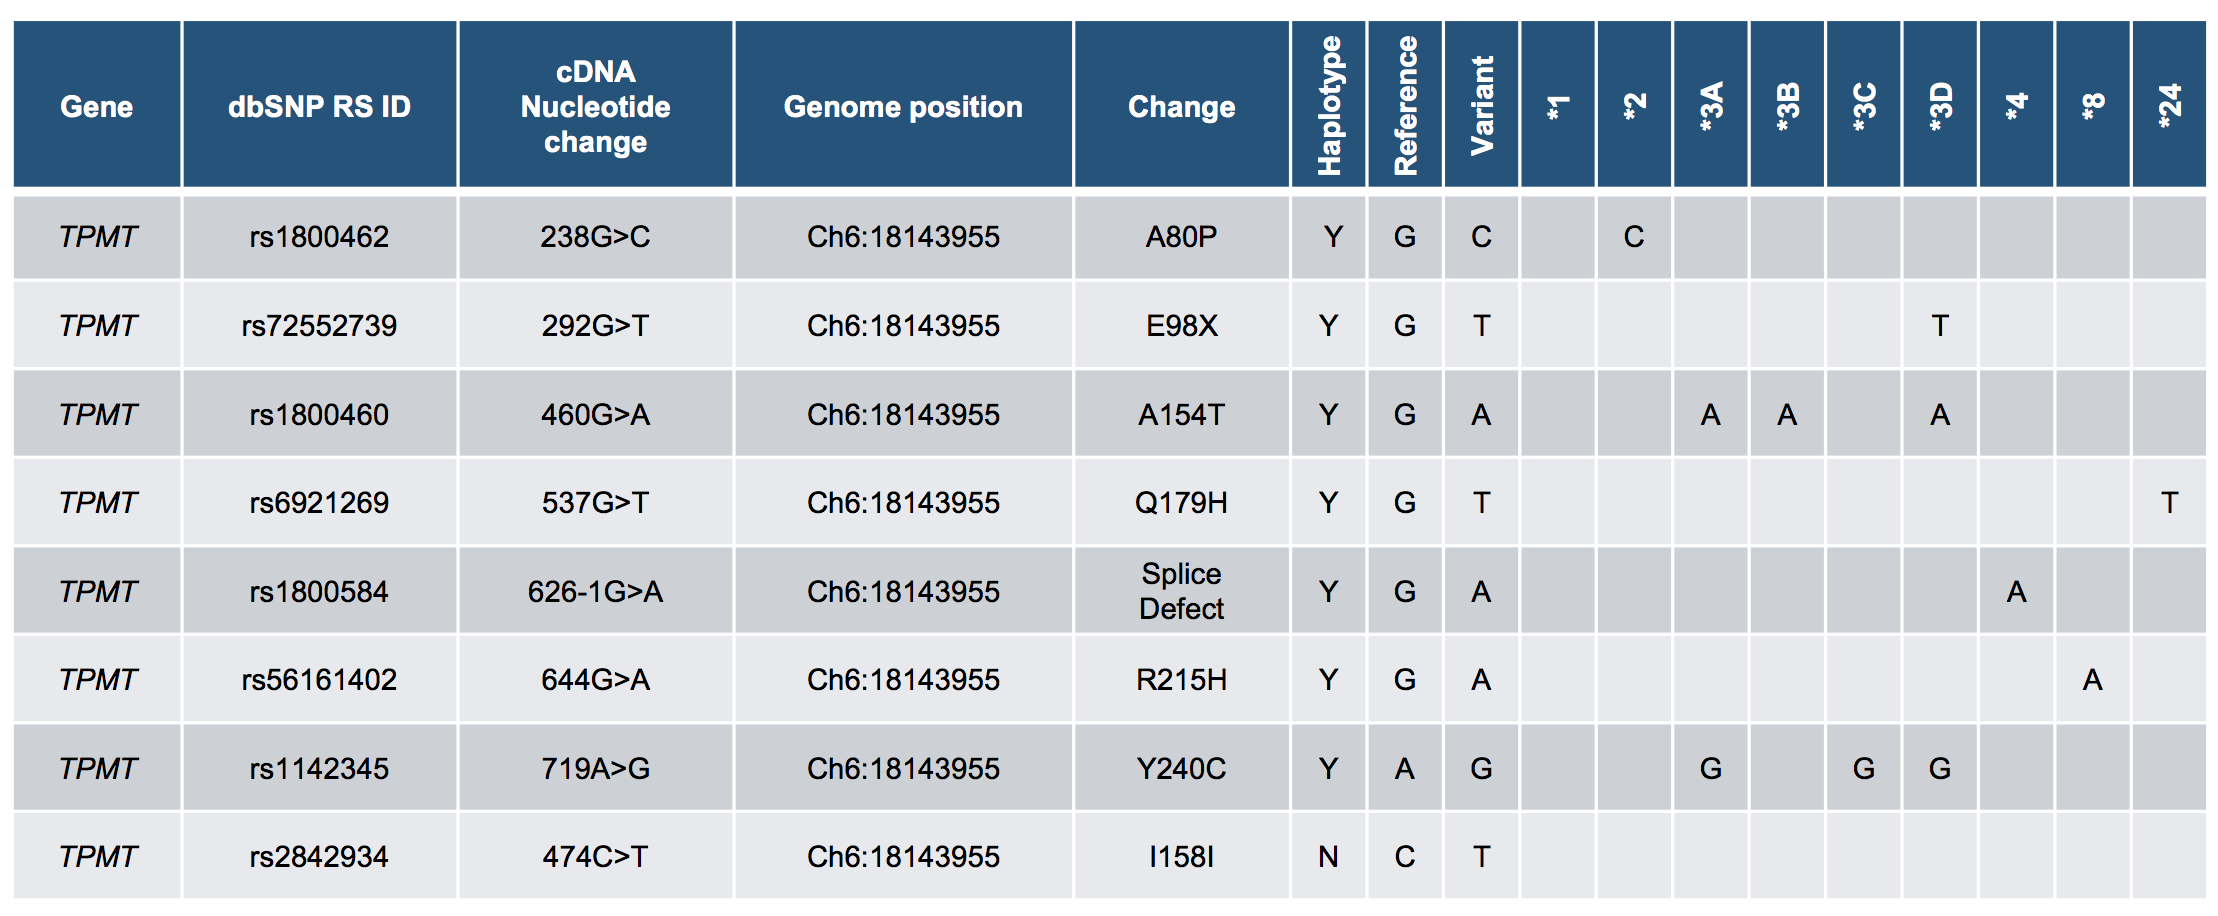 Gene dbSNP RS ID cDNA Nucleotide change Genome position Change Haplotype Reference Variant *1 *2 *3A *3B *3C *3D *4 *8 *24
TPMT rs1800462 238G>C Ch6:18143955 A80P Y G C C
TPMT rs72552739 292G>T Ch6:18143955 E98X Y G T T
TPMT rs1800460 460G>A Ch6:18143955 A154T Y G A A A A
TPMT rs6921269 537G>T Ch6:18143955 Q179H Y G T T
TPMT rs1800584 626-1G>A Ch6:18143955 Splice Defect Y G A A
TPMT rs56161402 644G>A Ch6:18143955 R215H Y G A A
TPMT rs1142345 719A>G Ch6:18143955 Y240C Y A G G G G
TPMT rs2842934 474C>T Ch6:18143955 I158I N C T